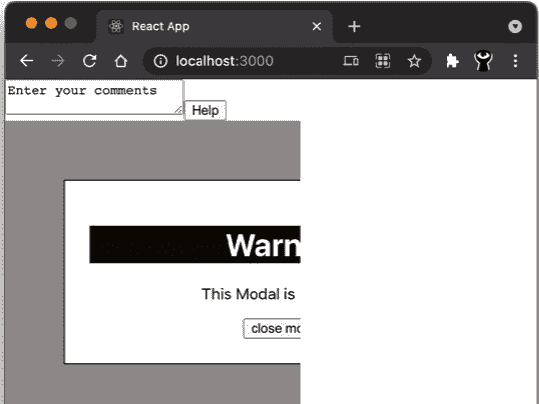 React App
localhost:3000
Enter your comments
Help
Warn
This Modal is
close mo